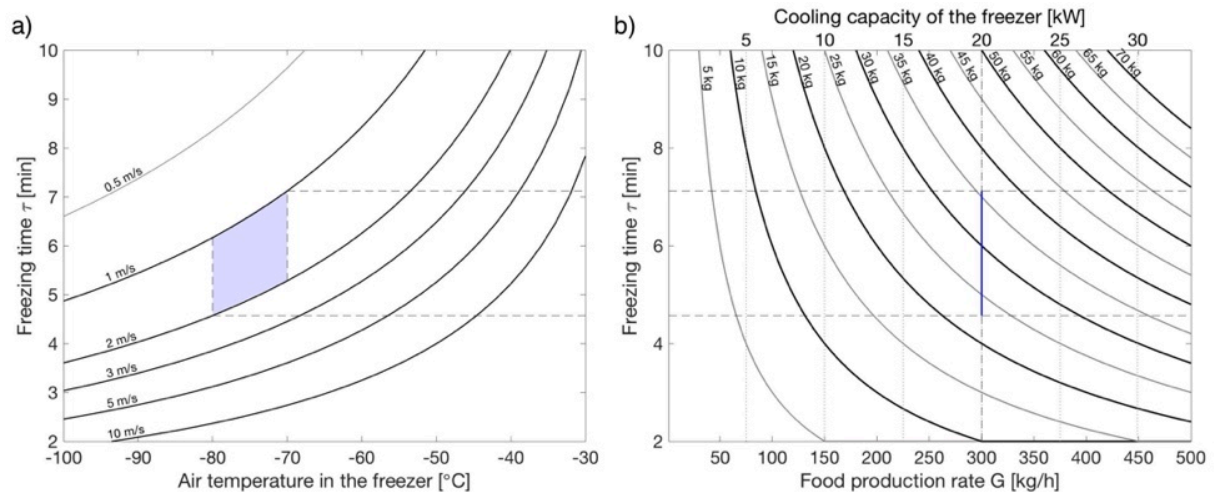 a)
10
9
8
7
6
5
4
3
2
Freezing time τ [min]
0.5 m/s
1 m/s
2 m/s
3 m/s
5 m/s
10 m/s
-100 -90 -80 -70 -60 -50 -40 -30
Air temperature in the freezer [°C]
b)
Cooling capacity of the freezer [kW]
5 10 15 20 25 30
10
8
6
4
2
Freezing time τ [min]
5 kg
10 kg
15 kg
20 kg
25 kg
30 kg
35 kg
40 kg
45 kg
50 kg
55 kg
60 kg
65 kg
70 kg
50 100 150 200 250 300 350 400 450 500
Food production rate G [kg/h]